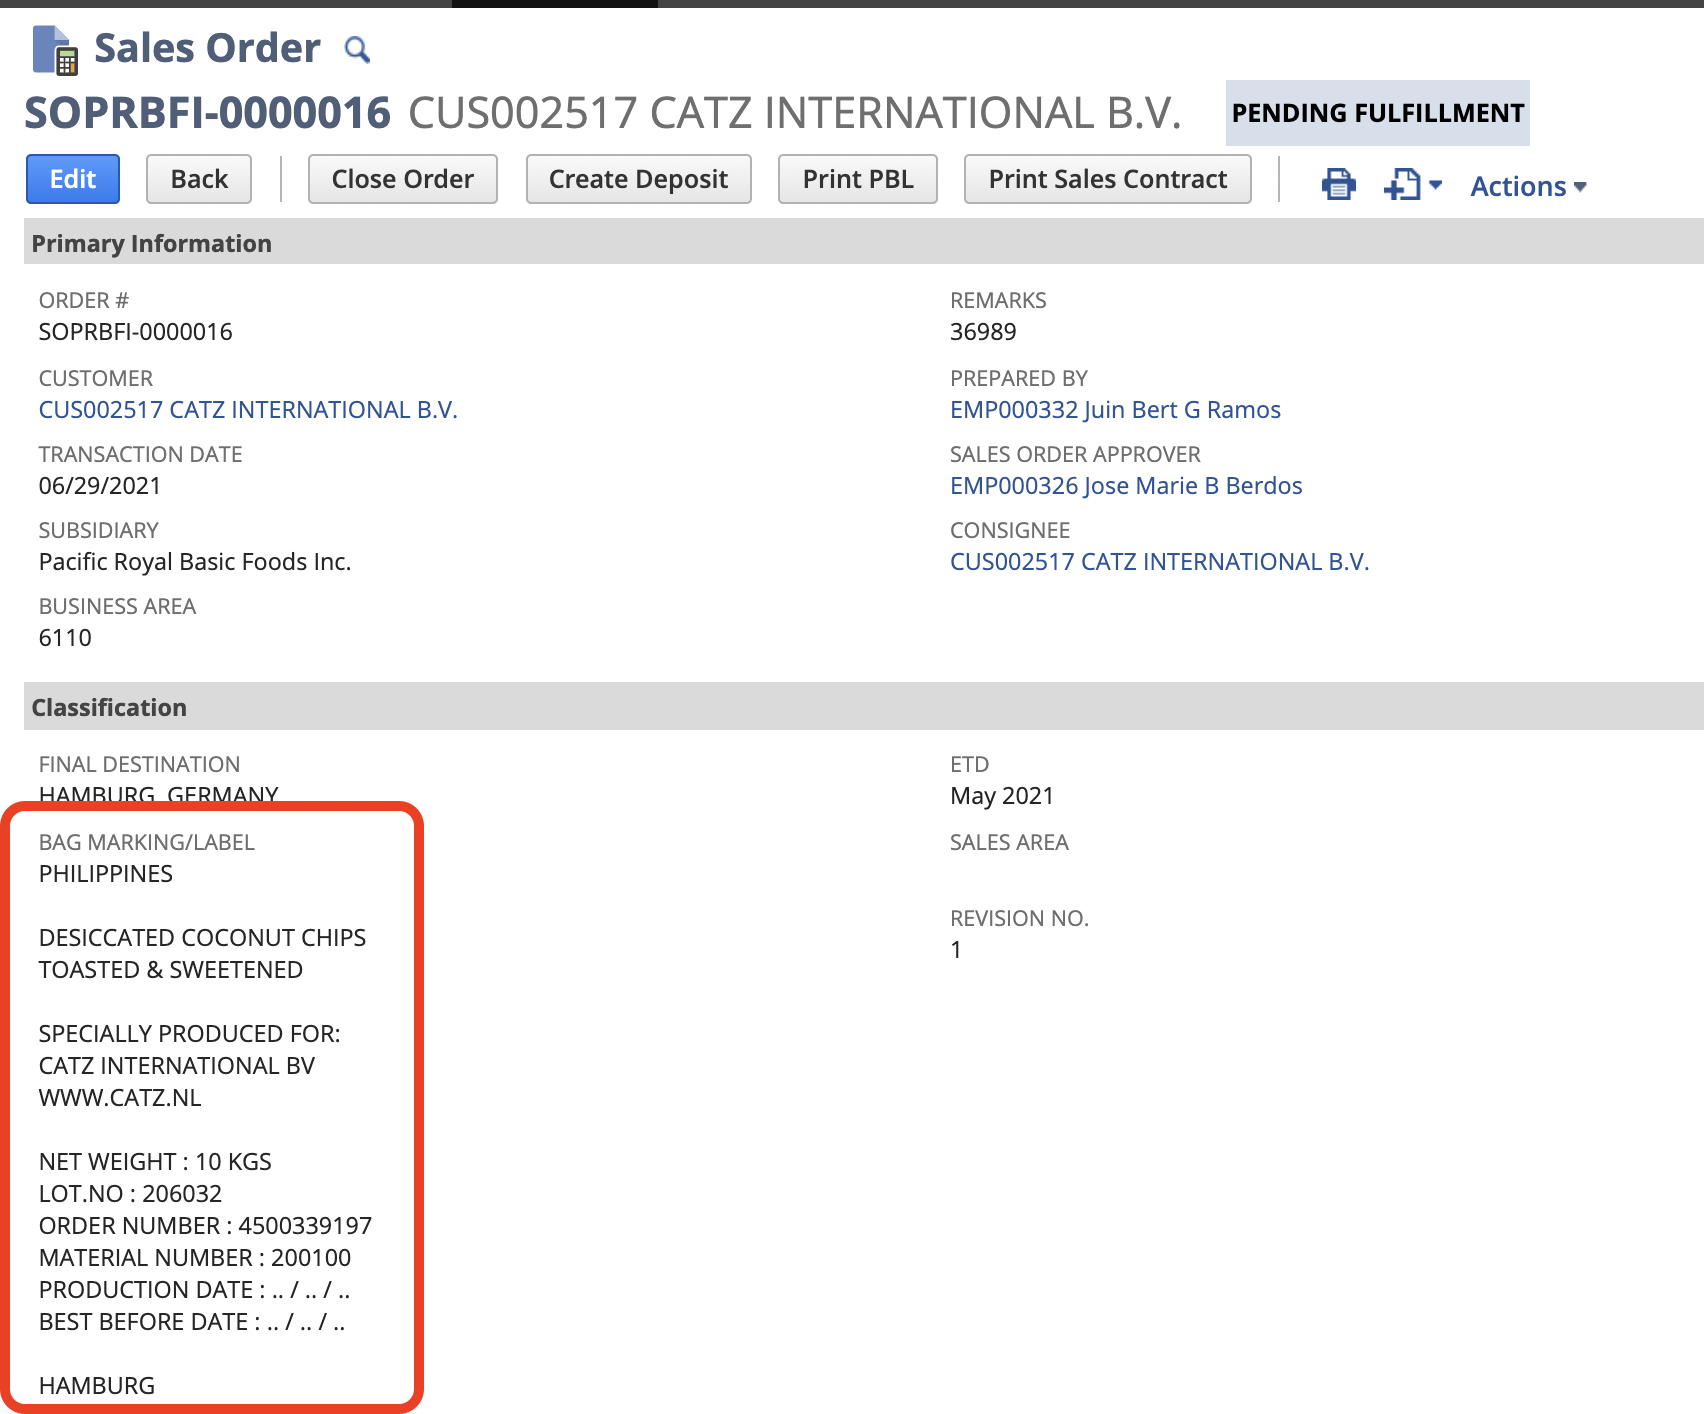 Sales Order
SOPRBFI-0000016 CUS002517 CATZ INTERNATIONAL B.V. PENDING FULFILLMENT
Edit Back Close Order Create Deposit Print PBL Print Sales Contract Actions
Primary Information
ORDER #
SOPRBFI-0000016
CUSTOMER
CUS002517 CATZ INTERNATIONAL B.V.
TRANSACTION DATE
06/29/2021
SUBSIDIARY
Pacific Royal Basic Foods Inc.
BUSINESS AREA
6110
REMARKS
36989
PREPARED BY
EMP000332 Juin Bert G Ramos
SALES ORDER APPROVER
EMP000326 Jose Marie B Berdos
CONSIGNEE
CUS002517 CATZ INTERNATIONAL B.V.
Classification
FINAL DESTINATION
HAMBURG, GERMANY
BAG MARKING/LABEL
PHILIPPINES
DESICCATED COCONUT CHIPS
TOASTED & SWEETENED
SPECIALLY PRODUCED FOR:
CATZ INTERNATIONAL BV
WWW.CATZ.NL
NET WEIGHT : 10 KGS
LOT.NO : 206032
ORDER NUMBER : 4500339197
MATERIAL NUMBER : 200100
PRODUCTION DATE : .. / .. / ..
BEST BEFORE DATE : .. / .. / ..
HAMBURG
ETD
May 2021
SALES AREA
REVISION NO.
1